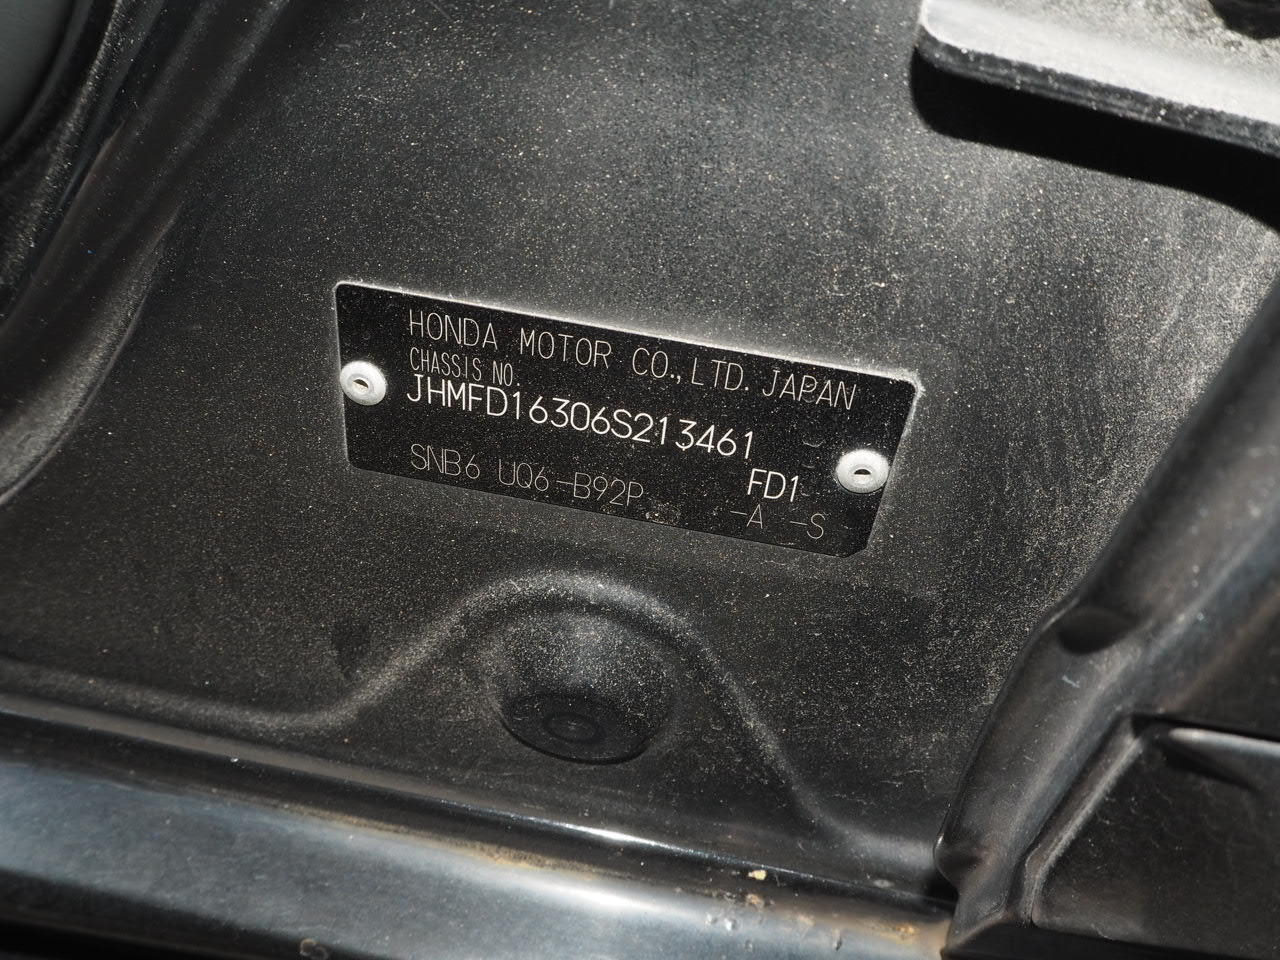 HONDA MOTOR CO., LTD. JAPAN
CHASSIS NO.
JHMFD16306S213461
FD1
SNB6 UQ6-B92P -A -S